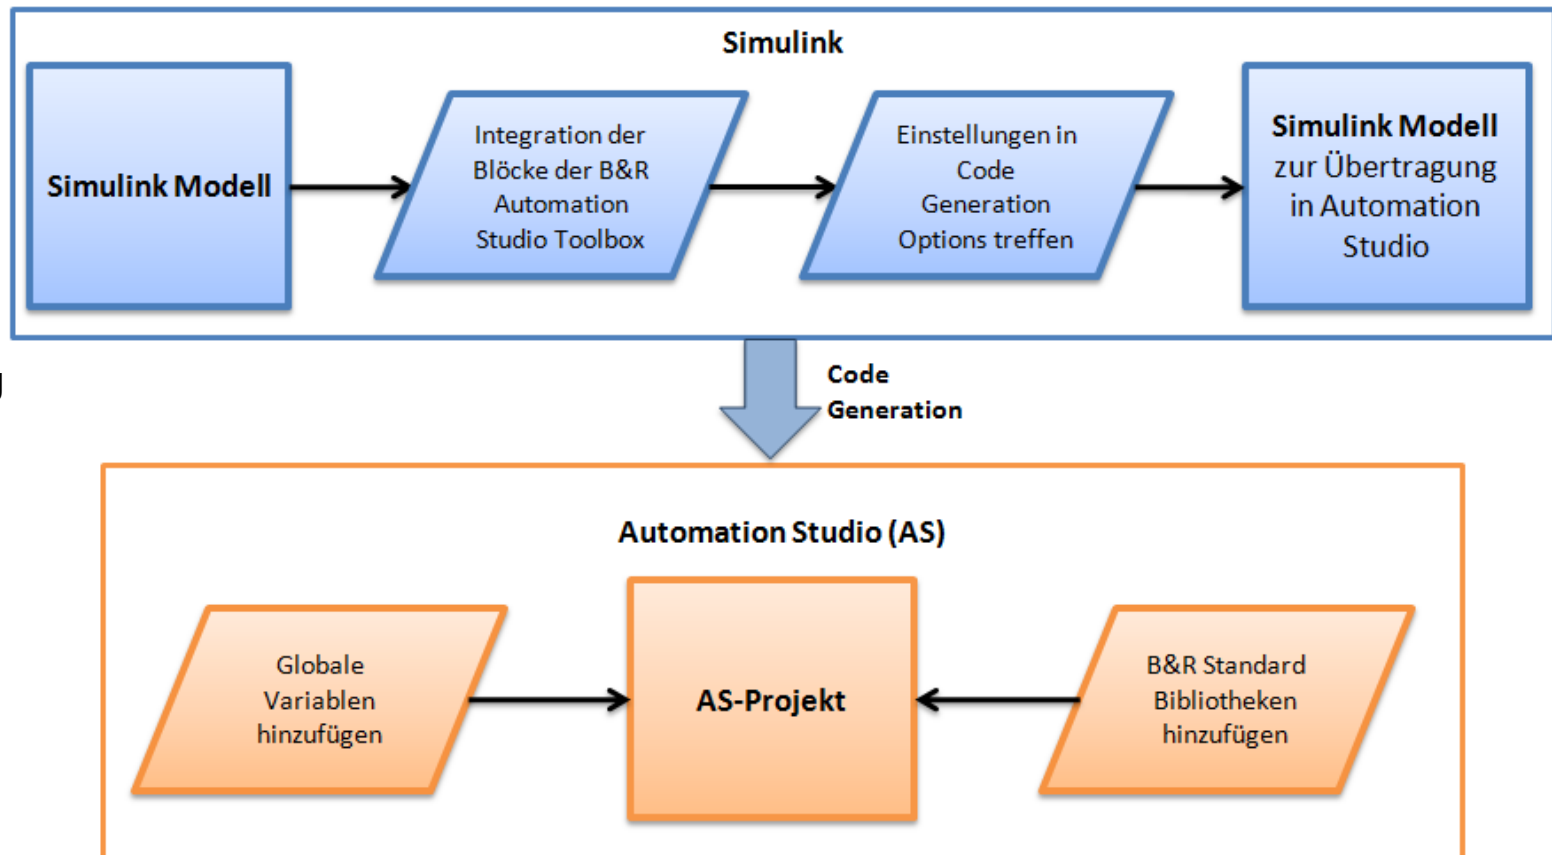 Simulink
Simulink Modell
Integration der
Blöcke der B&R
Automation
Studio Toolbox
Einstellungen in
Code
Generation
Options treffen
Simulink Modell
zur Übertragung
in Automation
Studio
Code
Generation
Automation Studio (AS)
Globale
Variablen
hinzufügen
AS-Projekt
B&R Standard
Bibliotheken
hinzufügen